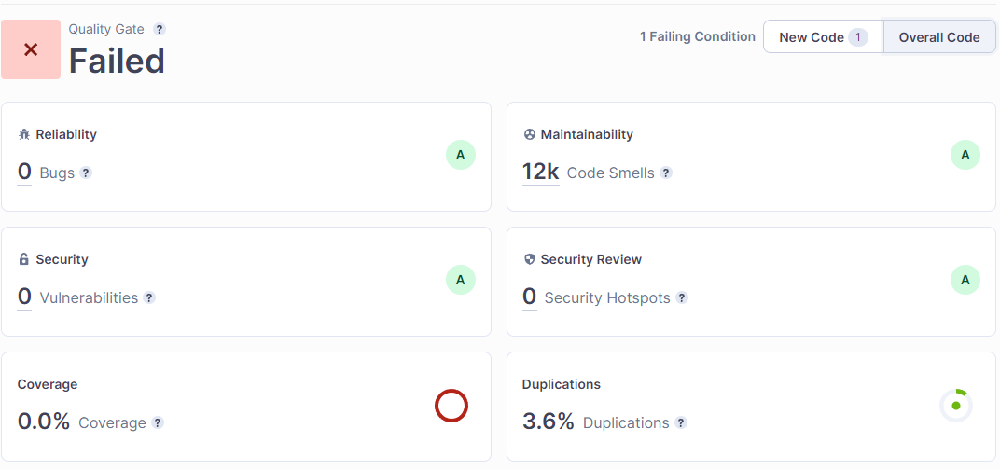 Quality Gate ?
Failed
1 Failing Condition New Code 1 Overall Code
Reliability
0 Bugs ?
A
Maintainability
12k Code Smells ?
A
Security
0 Vulnerabilities ?
A
Security Review
0 Security Hotspots ?
A
Coverage
0.0% Coverage ?
Duplications
3.6% Duplications ?